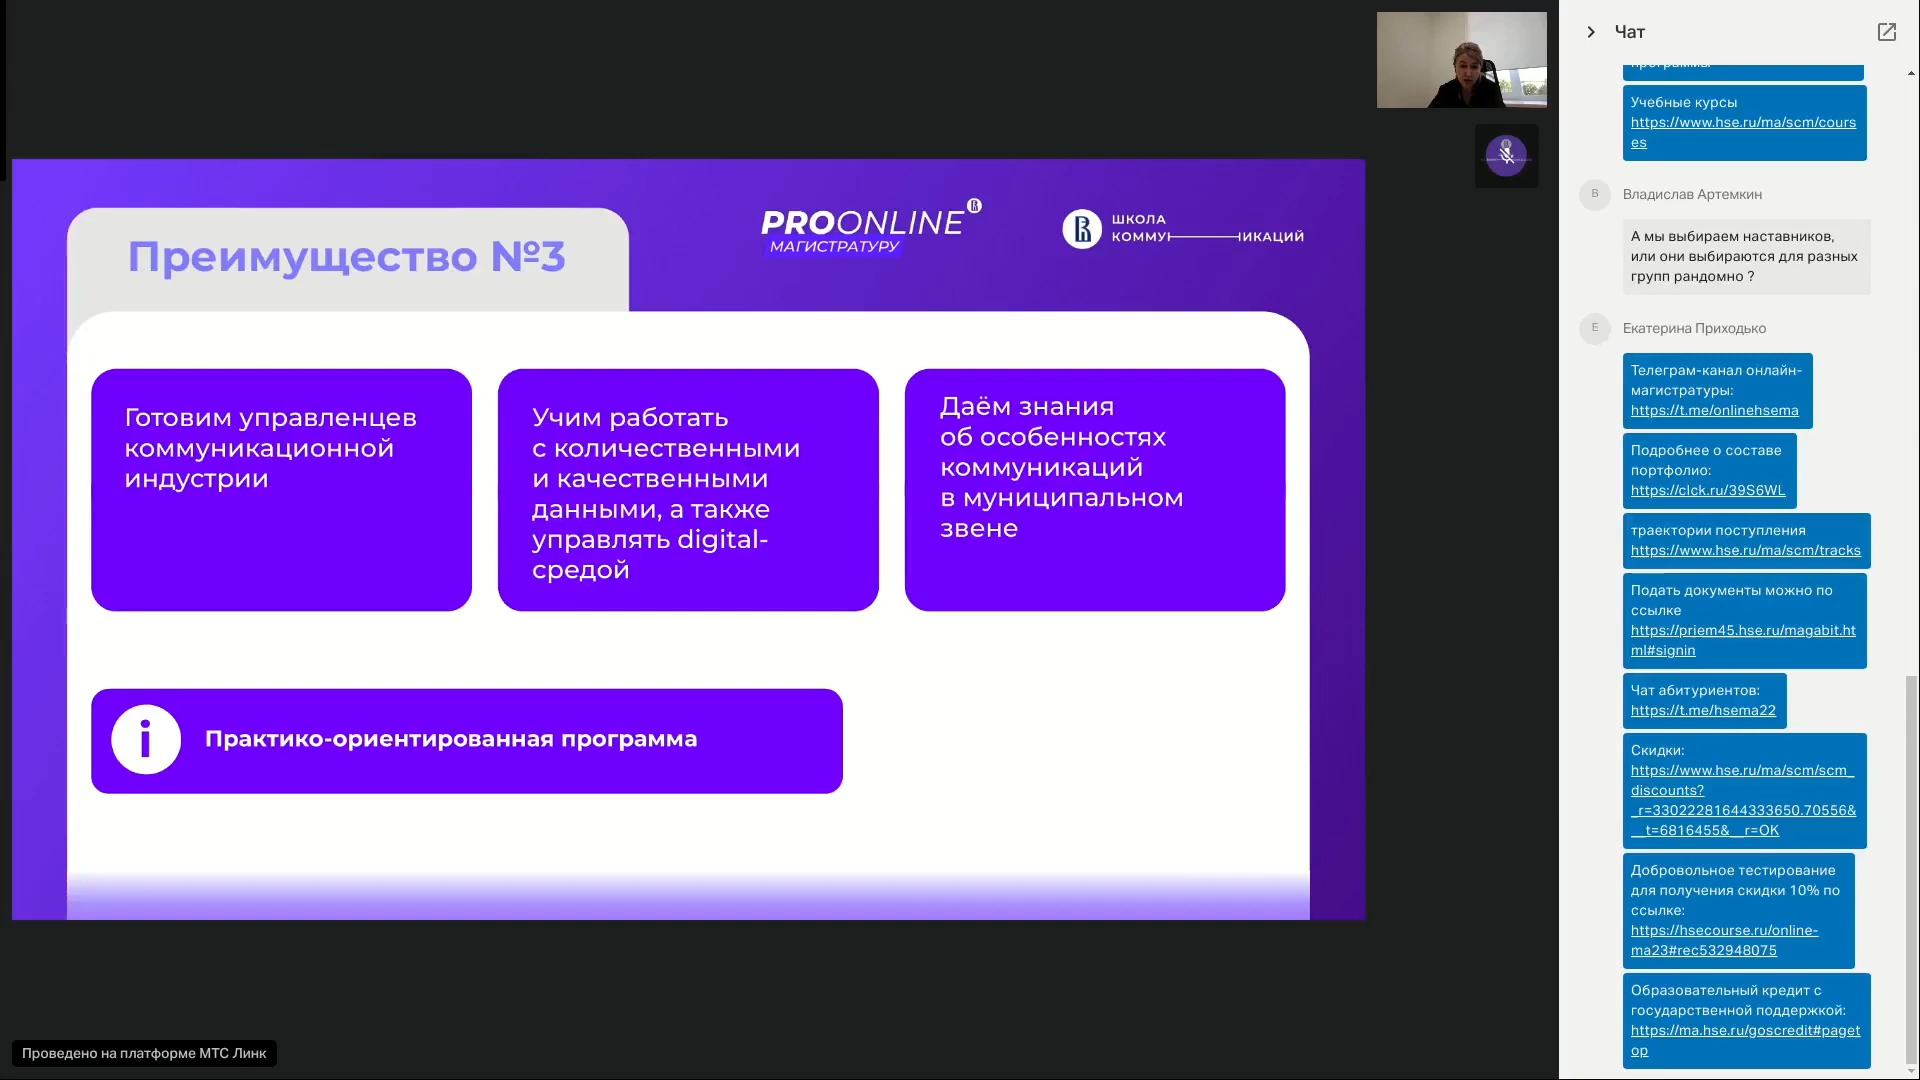 Преимущество №3
PROONLINE
МАГИСТРАТУРУ
ШКОЛА
КОММУНИКАЦИЙ
Готовим управленцев
коммуникационной
индустрии
Учим работать
с количественными
и качественными
данными, а также
управлять digital-
средой
Даём знания
об особенностях
коммуникаций
в муниципальном
звене
i
Практико-ориентированная программа
Проведено на платформе МТС Линк
Чат
Учебные курсы
https://www.hse.ru/ma/scm/cours
es
В
Владислав Артемкин
А мы выбираем наставников,
или они выбираются для разных
групп рандомно ?
Е
Екатерина Приходько
Телеграм-канал онлайн-
магистратуры:
https://t.me/onlinehsema
Подробнее о составе
портфолио:
https://clck.ru/39S6WL
траектории поступления
https://www.hse.ru/ma/scm/tracks
Подать документы можно по
ссылке
https://priem45.hse.ru/magabit.ht
ml#signin
Чат абитуриентов:
https://t.me/hsema22
Скидки:
https://www.hse.ru/ma/scm/scm_
discounts?
_r=33022281644333650.70556&
__t=6816455&__r=OK
Добровольное тестирование
для получения скидки 10% по
ссылке:
https://hsecourse.ru/online-
ma23#rec532948075
Образовательный кредит с
государственной поддержкой:
https://ma.hse.ru/goscredit#paget
op